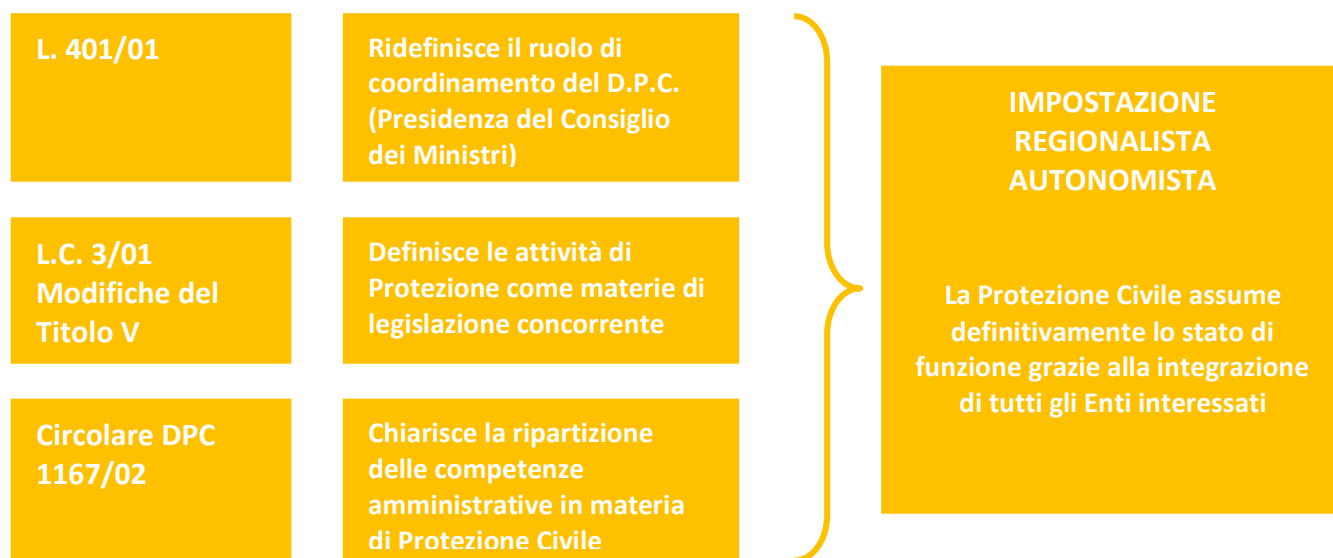 L. 401/01
Ridefinisce il ruolo di
coordinamento del D.P.C.
(Presidenza del Consiglio
dei Ministri)
L.C. 3/01
Modifiche del
Titolo V
Definisce le attività di
Protezione come materie di
legislazione concorrente
Circolare DPC
1167/02
Chiarisce la ripartizione
delle competenze
amministrative in materia
di Protezione Civile
IMPOSTAZIONE
REGIONALISTA
AUTONOMISTA
La Protezione Civile assume
definitivamente lo stato di
funzione grazie alla integrazione
di tutti gli Enti interessati